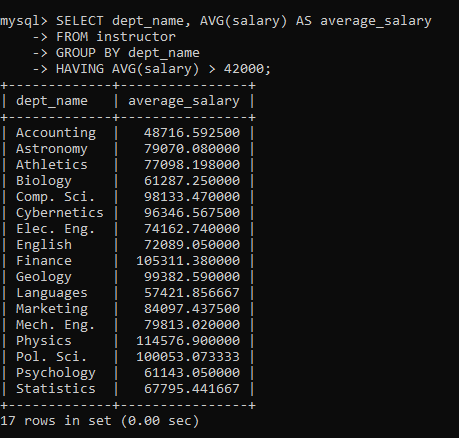 mysql> SELECT dept_name, AVG(salary) AS average_salary
    -> FROM instructor
    -> GROUP BY dept_name
    -> HAVING AVG(salary) > 42000;
+-------------+----------------+
| dept_name   | average_salary |
+-------------+----------------+
| Accounting  |   48716.592500 |
| Astronomy   |   79070.080000 |
| Athletics   |   77098.198000 |
| Biology     |   61287.250000 |
| Comp. Sci.  |   98133.470000 |
| Cybernetics |   96346.567500 |
| Elec. Eng.  |   74162.740000 |
| English     |   72089.050000 |
| Finance     |  105311.380000 |
| Geology     |   99382.590000 |
| Languages   |   57421.856667 |
| Marketing   |   84097.437500 |
| Mech. Eng.  |   79813.020000 |
| Physics     |  114576.900000 |
| Pol. Sci.   |  100053.073333 |
| Psychology  |   61143.050000 |
| Statistics  |   67795.441667 |
+-------------+----------------+
17 rows in set (0.00 sec)